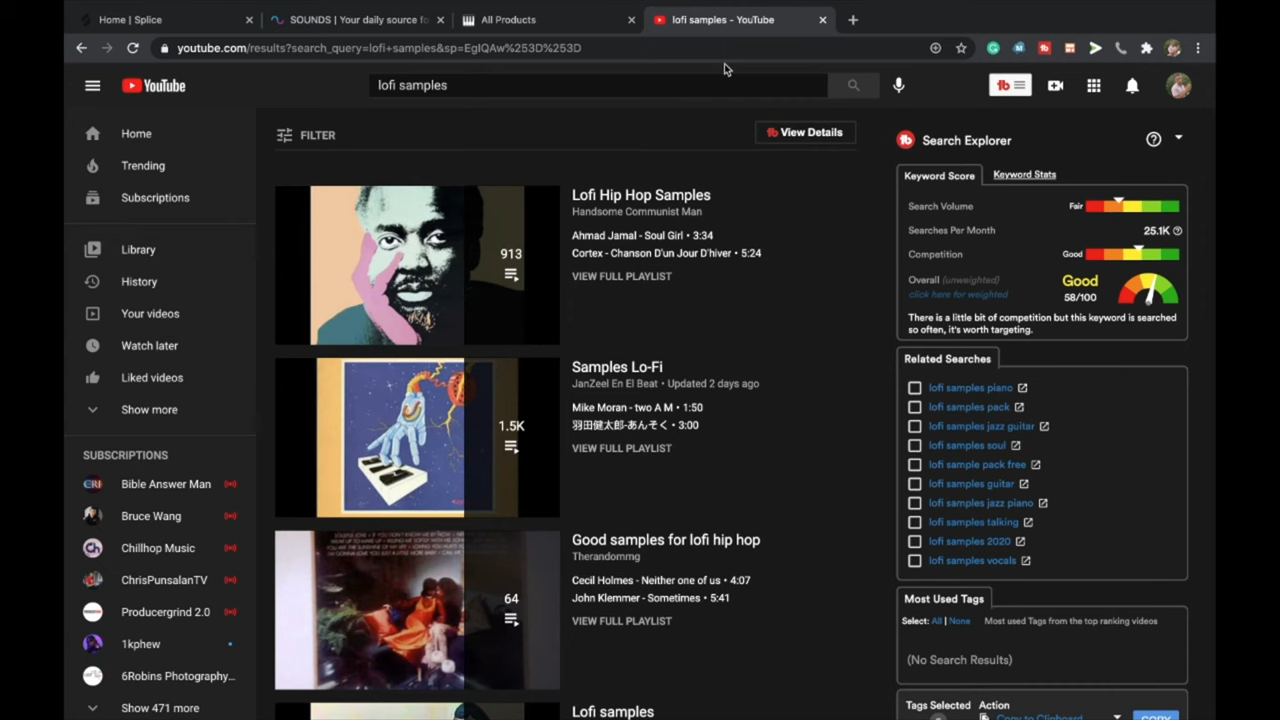 Home | Splice
SOUNDS | Your daily source fo
All Products
lofi samples - YouTube
youtube.com/results?search_query=lofi+samples&sp=EgIQAw%253D%253D
YouTube
lofi samples
Home
Trending
Subscriptions
Library
History
Your videos
Watch later
Liked videos
Show more
SUBSCRIPTIONS
Bible Answer Man
Bruce Wang
Chillhop Music
ChrisPunsalanTV
Producergrind 2.0
1kphew
6Robins Photography...
Show 471 more
FILTER
View Details
913
Lofi Hip Hop Samples
Handsome Communist Man
Ahmad Jamal - Soul Girl • 3:34
Cortex - Chanson D'un Jour D'hiver • 5:24
VIEW FULL PLAYLIST
1.5K
Samples Lo-Fi
JanZeel En El Beat • Updated 2 days ago
Mike Moran - two A M • 1:50
羽田健太郎-あんそく • 3:00
VIEW FULL PLAYLIST
64
Good samples for lofi hip hop
Therandommg
Cecil Holmes - Neither one of us • 4:07
John Klemmer - Sometimes • 5:41
VIEW FULL PLAYLIST
Lofi samples
Search Explorer
Keyword Score
Keyword Stats
Search Volume
Fair
Searches Per Month
25.1K
Competition
Good
Overall (unweighted)
click here for weighted
Good
58/100
There is a little bit of competition but this keyword is searched
so often, it's worth targeting.
Related Searches
lofi samples piano
lofi samples pack
lofi samples jazz guitar
lofi samples soul
lofi sample pack free
lofi samples guitar
lofi samples jazz piano
lofi samples talking
lofi samples 2020
lofi samples vocals
Most Used Tags
Select: All | None
Most used Tags from the top ranking videos
(No Search Results)
Tags Selected
Action
Copy to Clipboard
COPY